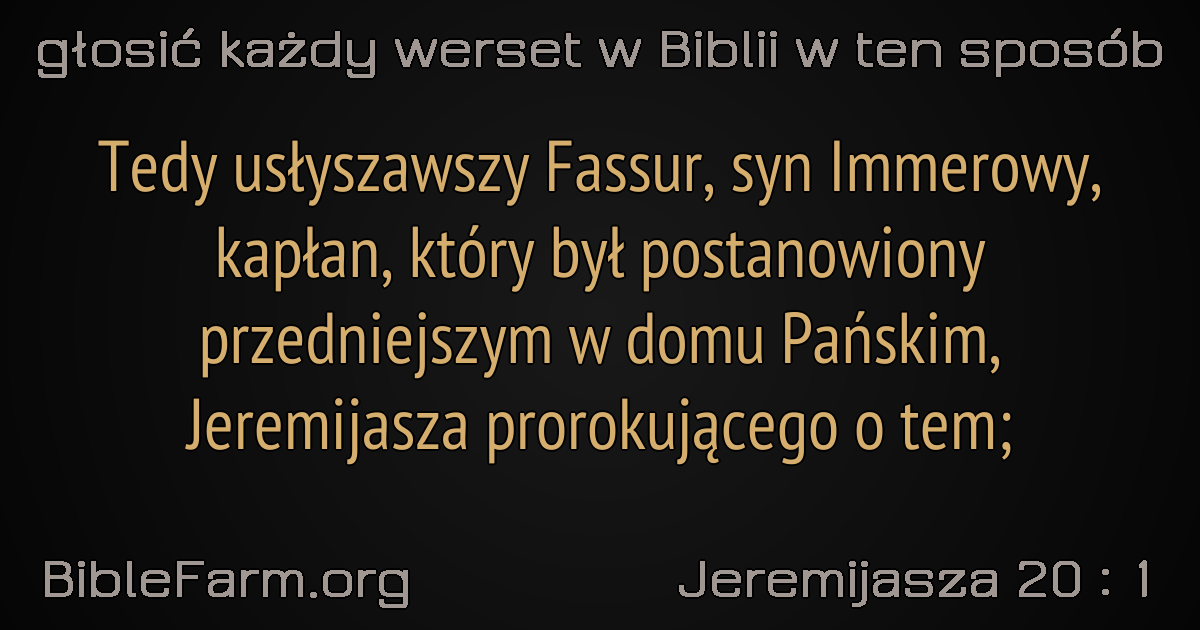 głosić każdy werset w Biblii w ten sposób
Tedy usłyszawszy Fassur, syn Immerowy,
kapłan, który był postanowiony
przedniejszym w domu Pańskim,
Jeremijasza prorokującego o tem;
BibleFarm.org
Jeremijasza 20 : 1